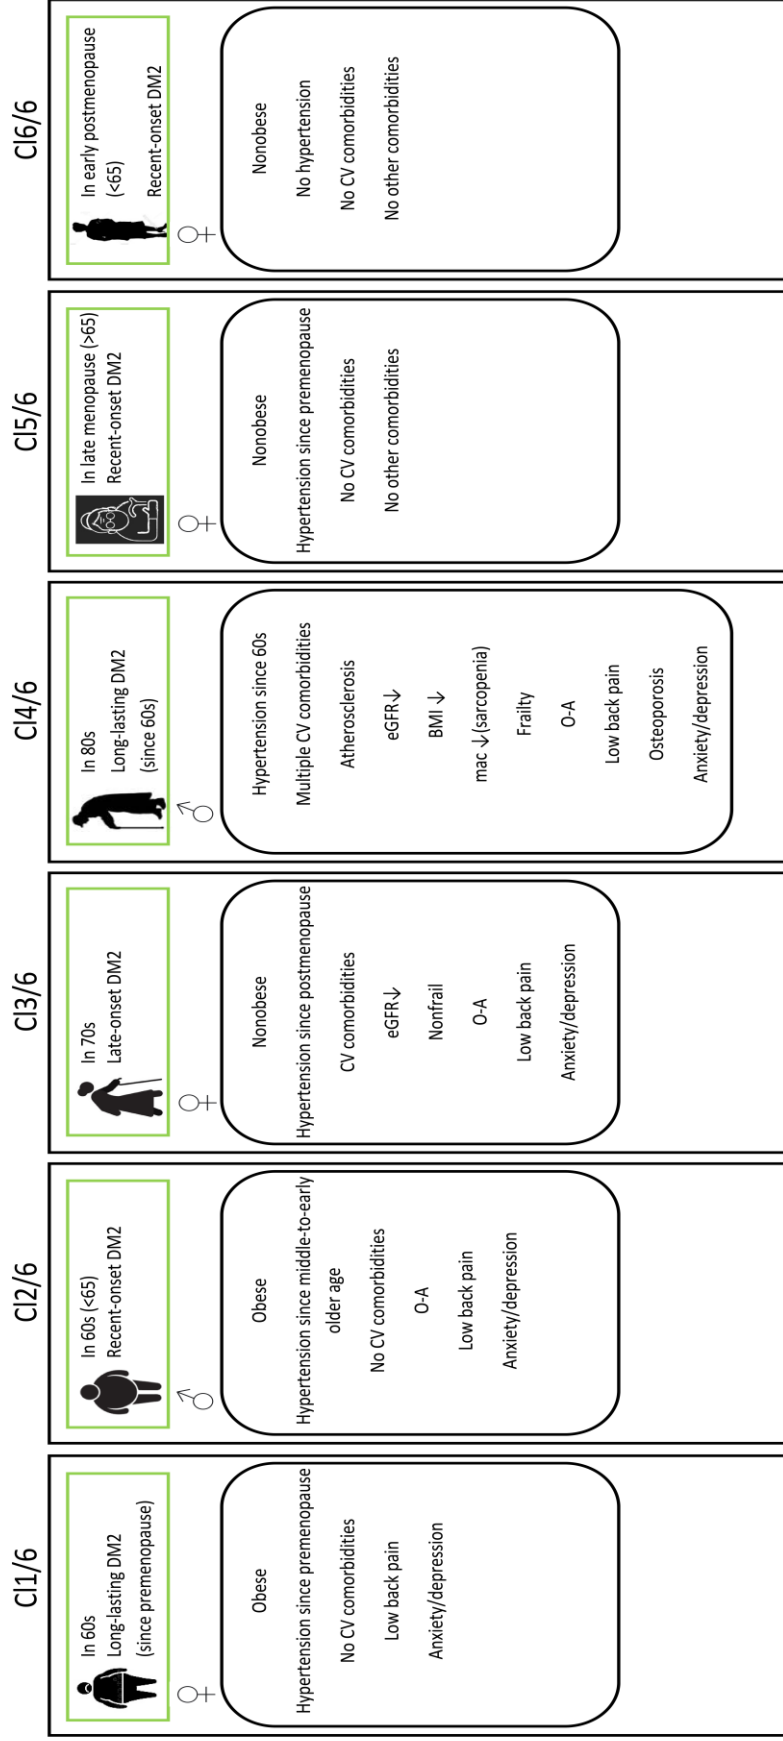 Cl1/6
In 60s
Long-lasting DM2
(since premenopause)
♀
Obese
Hypertension since premenopause
No CV comorbidities
Low back pain
Anxiety/depression
Cl2/6
In 60s (<65)
Recent-onset DM2
♂
Obese
Hypertension since middle-to-early
older age
No CV comorbidities
O-A
Low back pain
Anxiety/depression
Cl3/6
In 70s
Late-onset DM2
♀
Nonobese
Hypertension since postmenopause
CV comorbidities
eGFR↓
Nonfrail
O-A
Low back pain
Anxiety/depression
Cl4/6
In 80s
Long-lasting DM2
(since 60s)
♂
Hypertension since 60s
Multiple CV comorbidities
Atherosclerosis
eGFR↓
BMI ↓
mac ↓(sarcopenia)
Frailty
O-A
Low back pain
Osteoporosis
Anxiety/depression
Cl5/6
In late menopause (>65)
Recent-onset DM2
♀
Nonobese
Hypertension since premenopause
No CV comorbidities
No other comorbidities
Cl6/6
In early postmenopause
(<65)
Recent-onset DM2
♀
Nonobese
No hypertension
No CV comorbidities
No other comorbidities